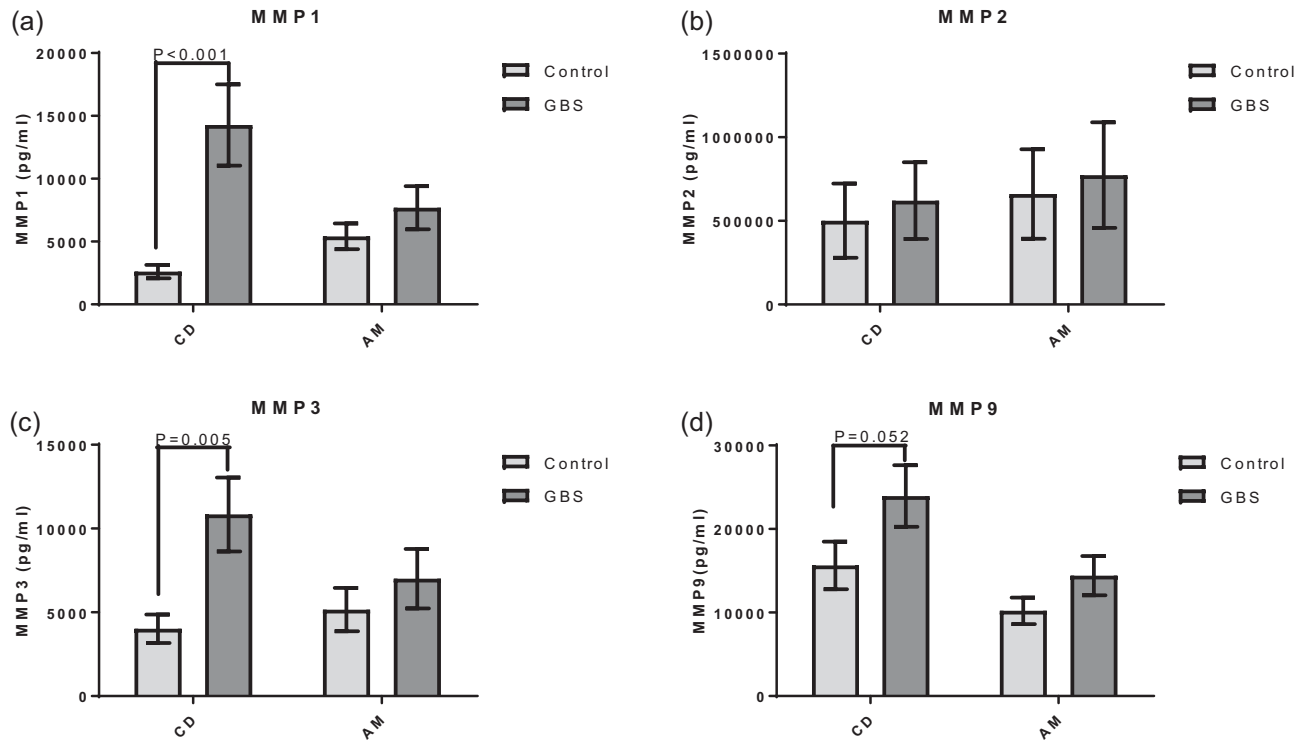 (a)
MMP1
MMP1 (pg/ml)
20000
15000
10000
5000
0
P<0.001
CD
AM
Control
GBS
(b)
MMP2
MMP2 (pg/ml)
1500000
1000000
500000
0
CD
AM
Control
GBS
(c)
MMP3
MMP3 (pg/ml)
15000
10000
5000
0
P=0.005
CD
AM
Control
GBS
(d)
MMP9
MMP9(pg/ml)
30000
20000
10000
0
P=0.052
CD
AM
Control
GBS